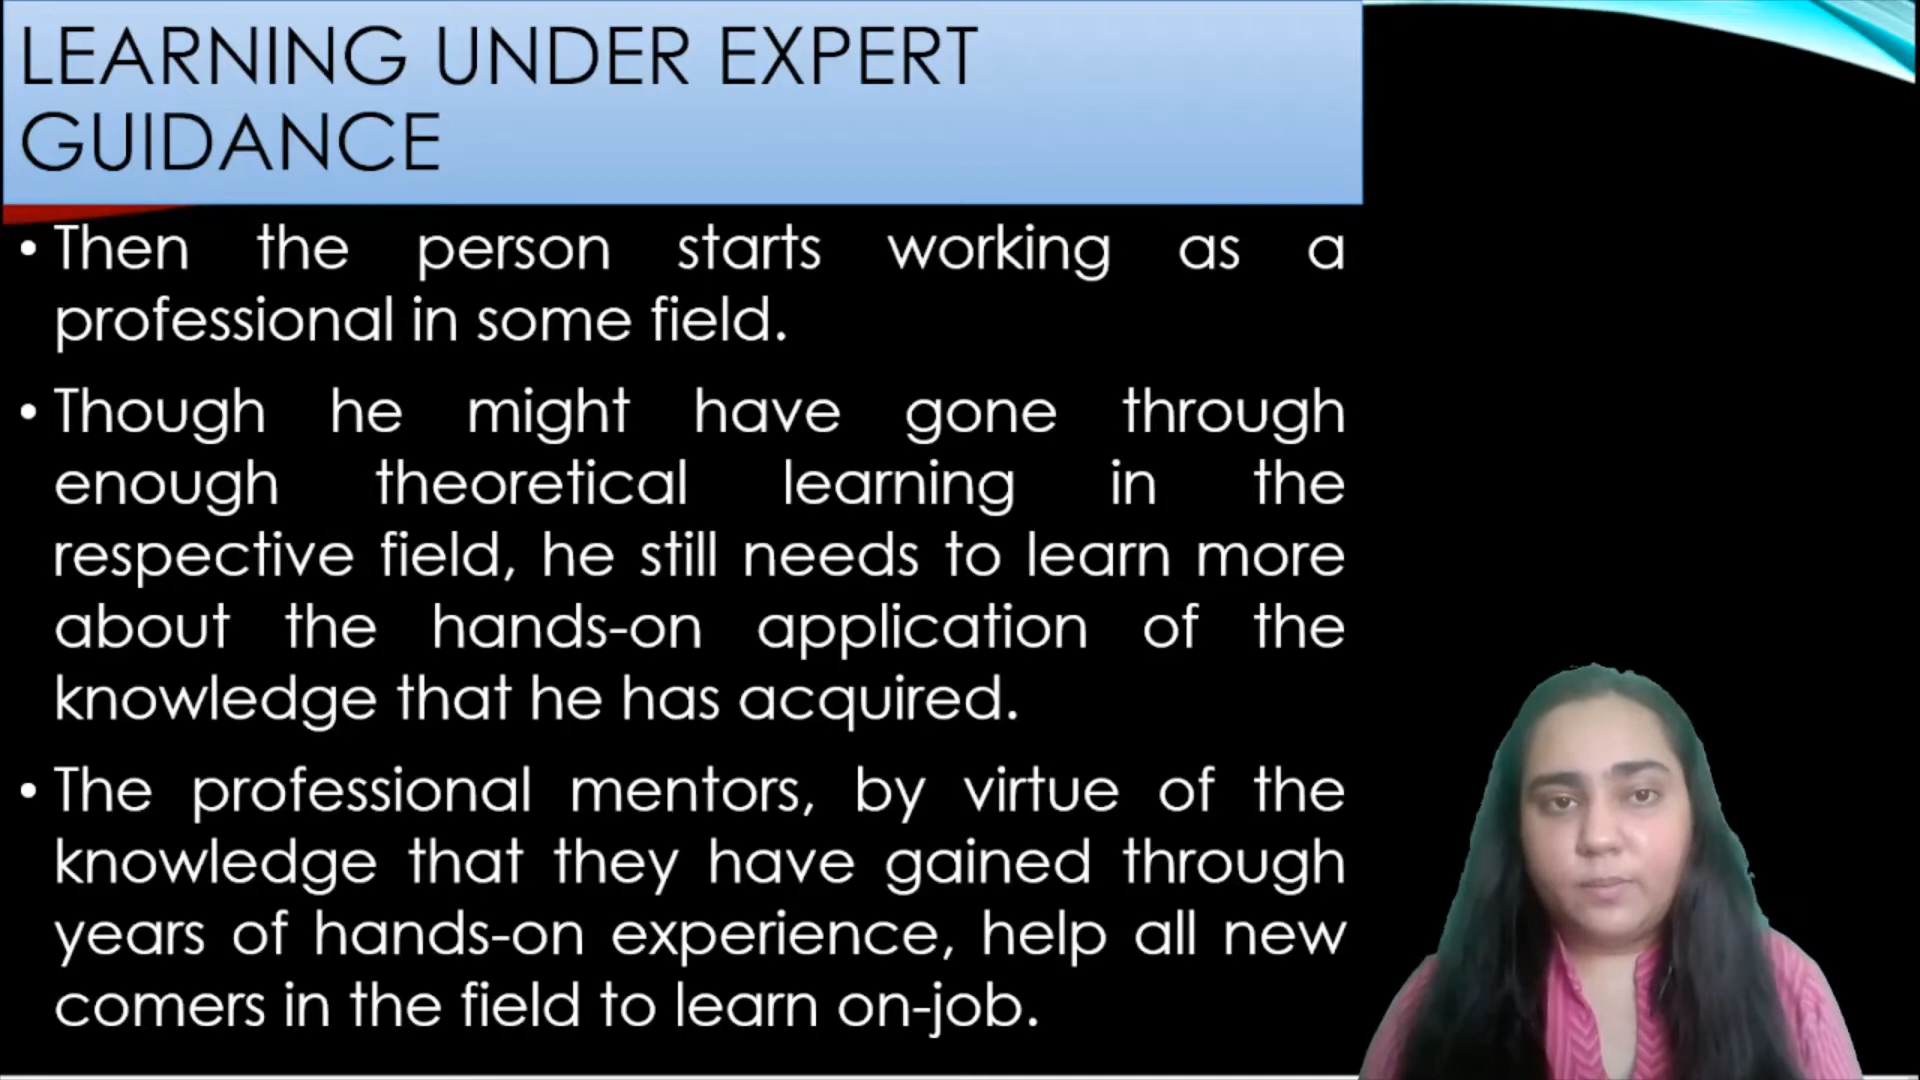 LEARNING UNDER EXPERT
GUIDANCE
• Then the person starts working as a
professional in some field.
• Though he might have gone through
enough theoretical learning in the
respective field, he still needs to learn more
about the hands-on application of the
knowledge that he has acquired.
• The professional mentors, by virtue of the
knowledge that they have gained through
years of hands-on experience, help all new
comers in the field to learn on-job.